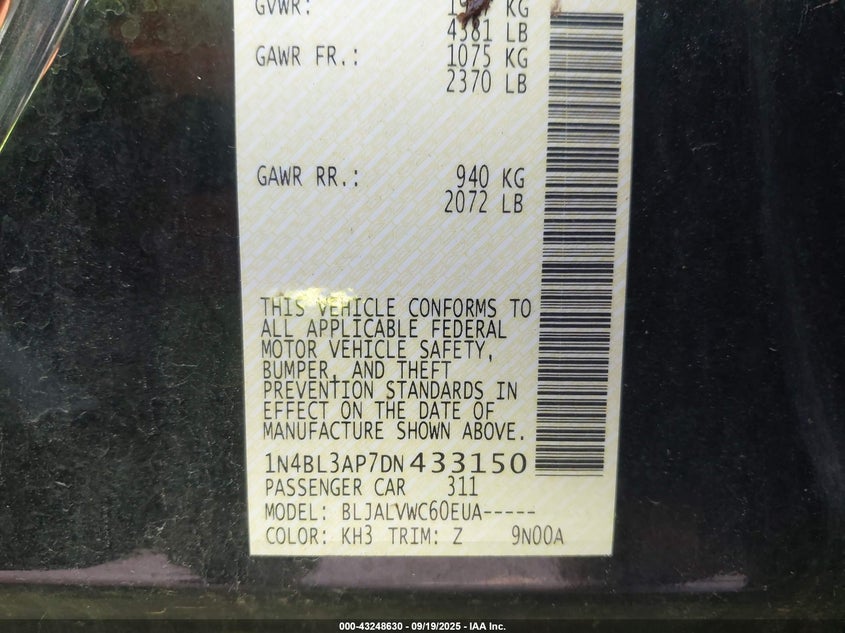 GVWR: KG
4381 LB
GAWR FR.: 1075 KG
2370 LB
GAWR RR.: 940 KG
2072 LB
THIS VEHICLE CONFORMS TO
ALL APPLICABLE FEDERAL
MOTOR VEHICLE SAFETY,
BUMPER, AND THEFT
PREVENTION STANDARDS IN
EFFECT ON THE DATE OF
MANUFACTURE SHOWN ABOVE.
1N4BL3AP7DN433150
PASSENGER CAR 311
MODEL: BLJALVWC60EUA-----
COLOR: KH3 TRIM: Z 9N00A
000-43248630 - 09/19/2025 - IAA Inc.